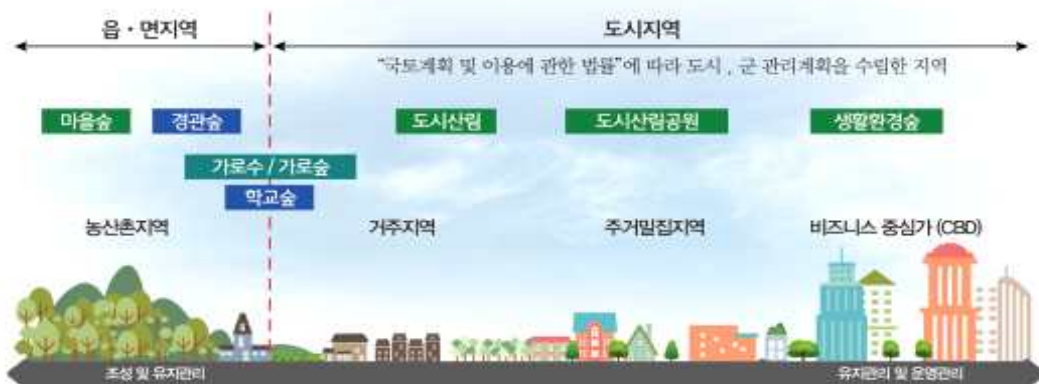 읍・면지역
도시지역
"국토계획 및 이용에 관한 법률"에 따라 도시, 군 관리계획을 수립한 지역
마을숲
경관숲
도시산림
도시산림공원
생활환경숲
가로수 / 가로숲
학교숲
농산촌지역
거주지역
주거밀집지역
비즈니스 중심가 (CBD)
조성 및 유지관리
유지관리 및 운영관리